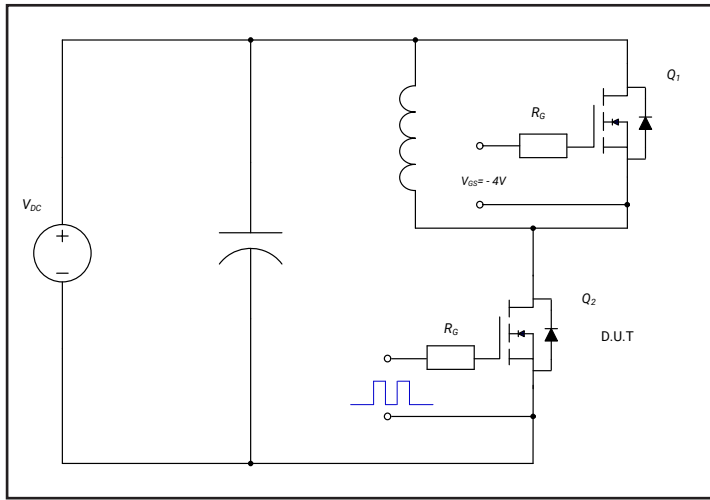 Q1
RG
VGS= - 4V
VDC
+
−
Q2
RG
D.U.T